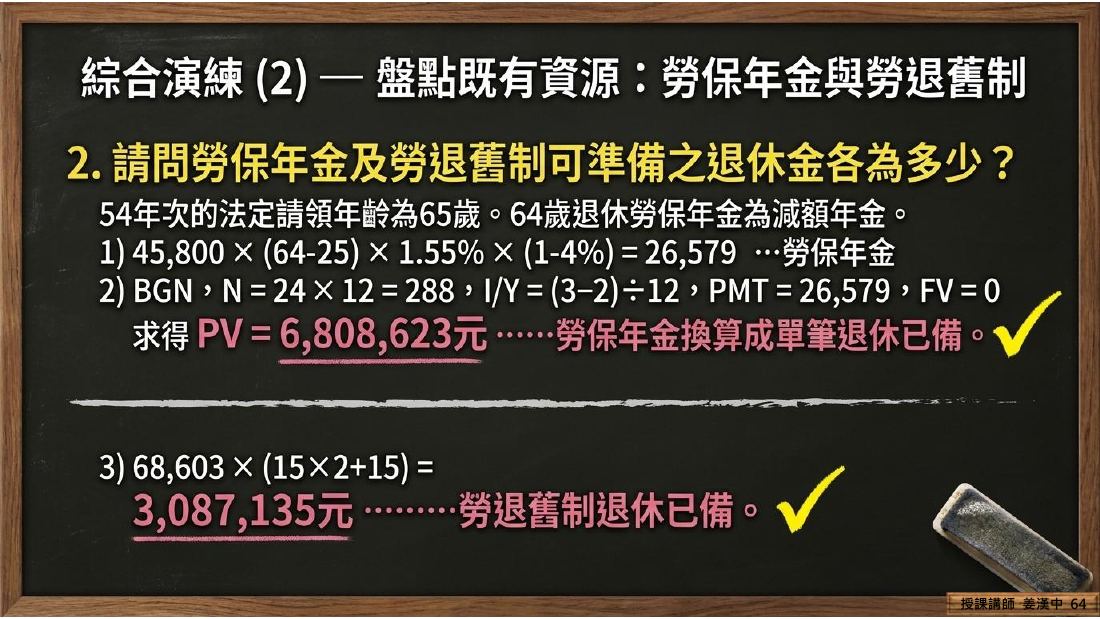 綜合演練 (2) — 盤點既有資源：勞保年金與勞退舊制
2. 請問勞保年金及勞退舊制可準備之退休金各為多少？
54年次的法定請領年齡為65歲。64歲退休勞保年金為減額年金。
1) 45,800 × (64-25) × 1.55% × (1-4%) = 26,579 …勞保年金
2) BGN，N = 24 × 12 = 288，I/Y = (3−2)÷12，PMT = 26,579，FV = 0
求得 PV = 6,808,623元 ……勞保年金換算成單筆退休已備。
3) 68,603 × (15×2+15) =
3,087,135元 ………勞退舊制退休已備。
授課講師 姜漢中 64